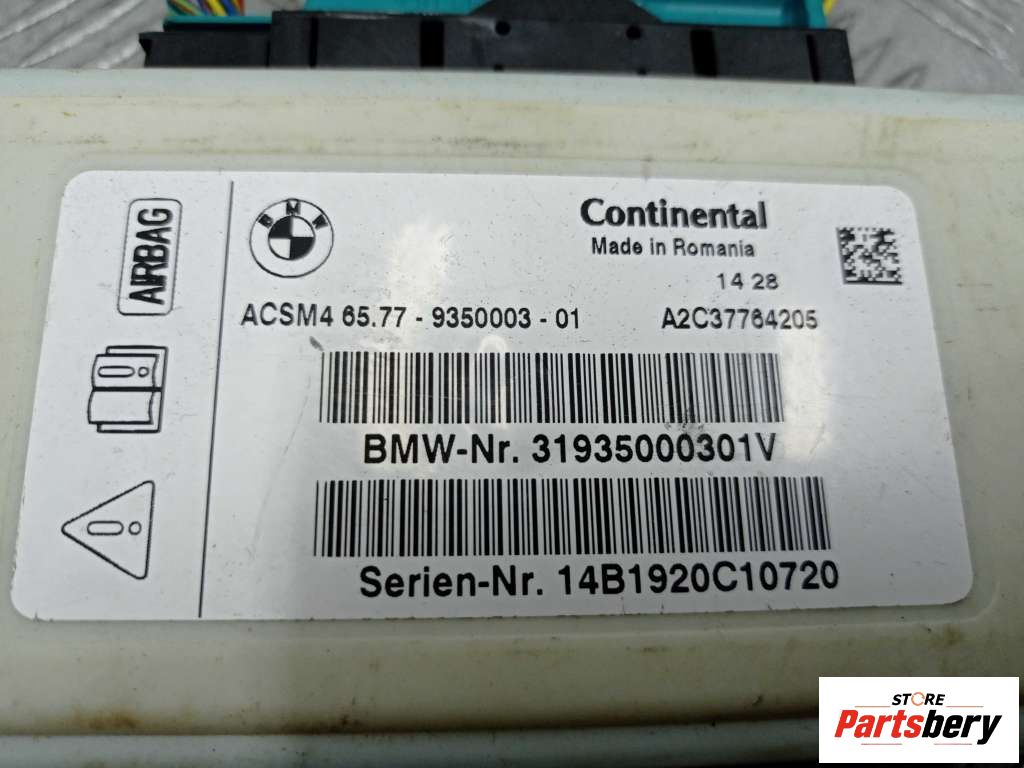 AIRBAG
BMW
Continental
Made in Romania
14 28
ACSM4 65.77 - 9350003 - 01
A2C37764205
BMW-Nr. 31935000301V
Serien-Nr. 14B1920C10720
STORE
Partsbery